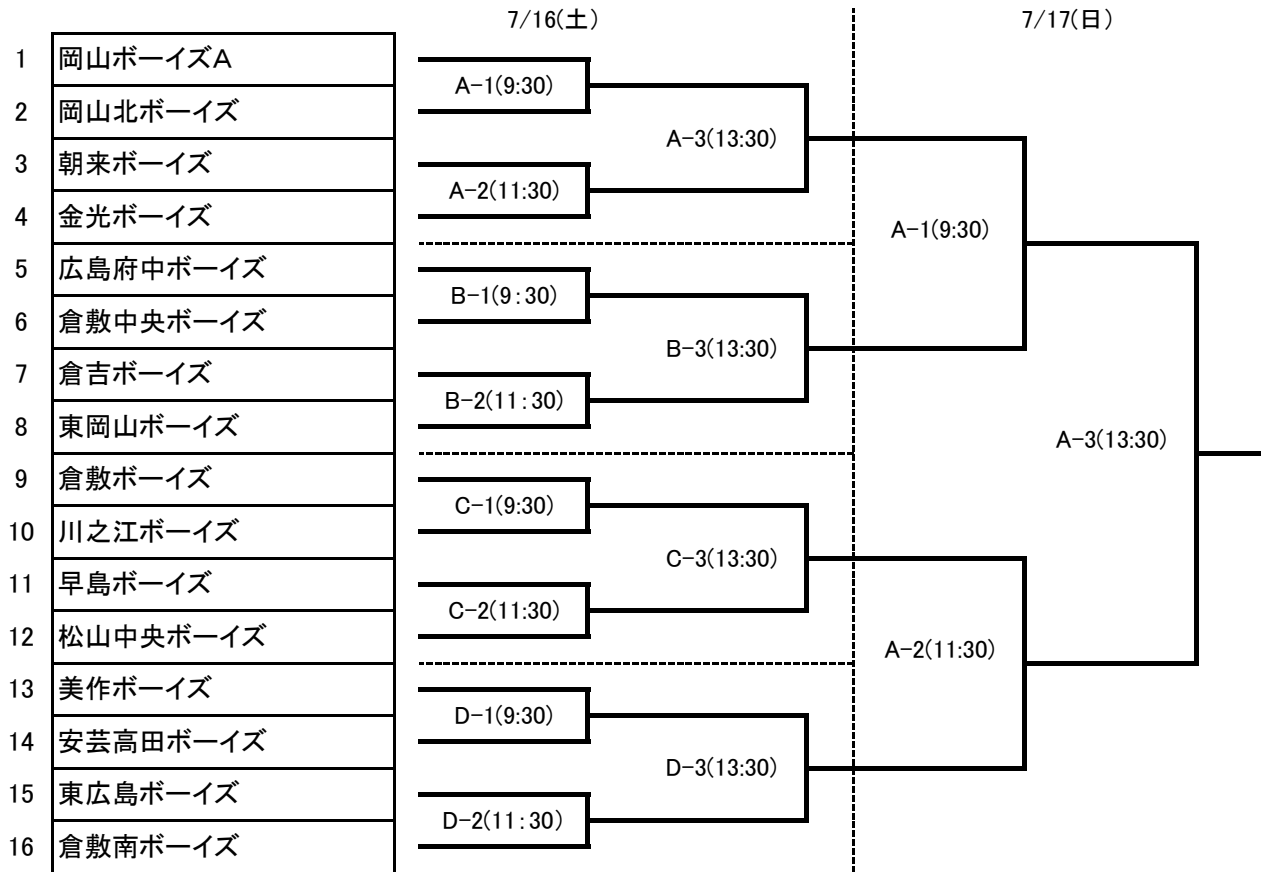 7/16(土) 7/17(日)
1 岡山ボーイズA
A-1(9:30)
2 岡山北ボーイズ
A-3(13:30)
3 朝来ボーイズ
A-2(11:30)
4 金光ボーイズ
A-1(9:30)
5 広島府中ボーイズ
B-1(9:30)
6 倉敷中央ボーイズ
B-3(13:30)
7 倉吉ボーイズ
B-2(11:30)
8 東岡山ボーイズ
A-3(13:30)
9 倉敷ボーイズ
C-1(9:30)
10 川之江ボーイズ
C-3(13:30)
11 早島ボーイズ
C-2(11:30)
12 松山中央ボーイズ
A-2(11:30)
13 美作ボーイズ
D-1(9:30)
14 安芸高田ボーイズ
D-3(13:30)
15 東広島ボーイズ
D-2(11:30)
16 倉敷南ボーイズ